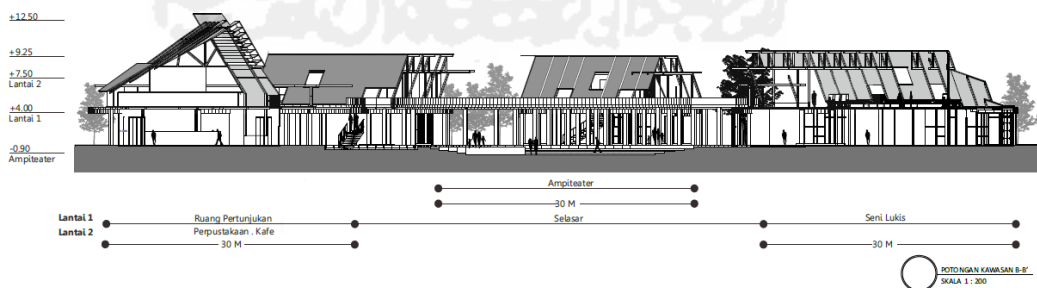 +12.50
+9.25
+7.50
Lantai 2
+4.00
Lantai 1
-0.90
Ampiteater
Ampiteater
30 M
Lantai 1 Ruang Pertunjukan Selasar Seni Lukis
Lantai 2 Perpustakaan . Kafe
30 M 30 M
POTONGAN KAWASAN B-B'
SKALA 1 : 200